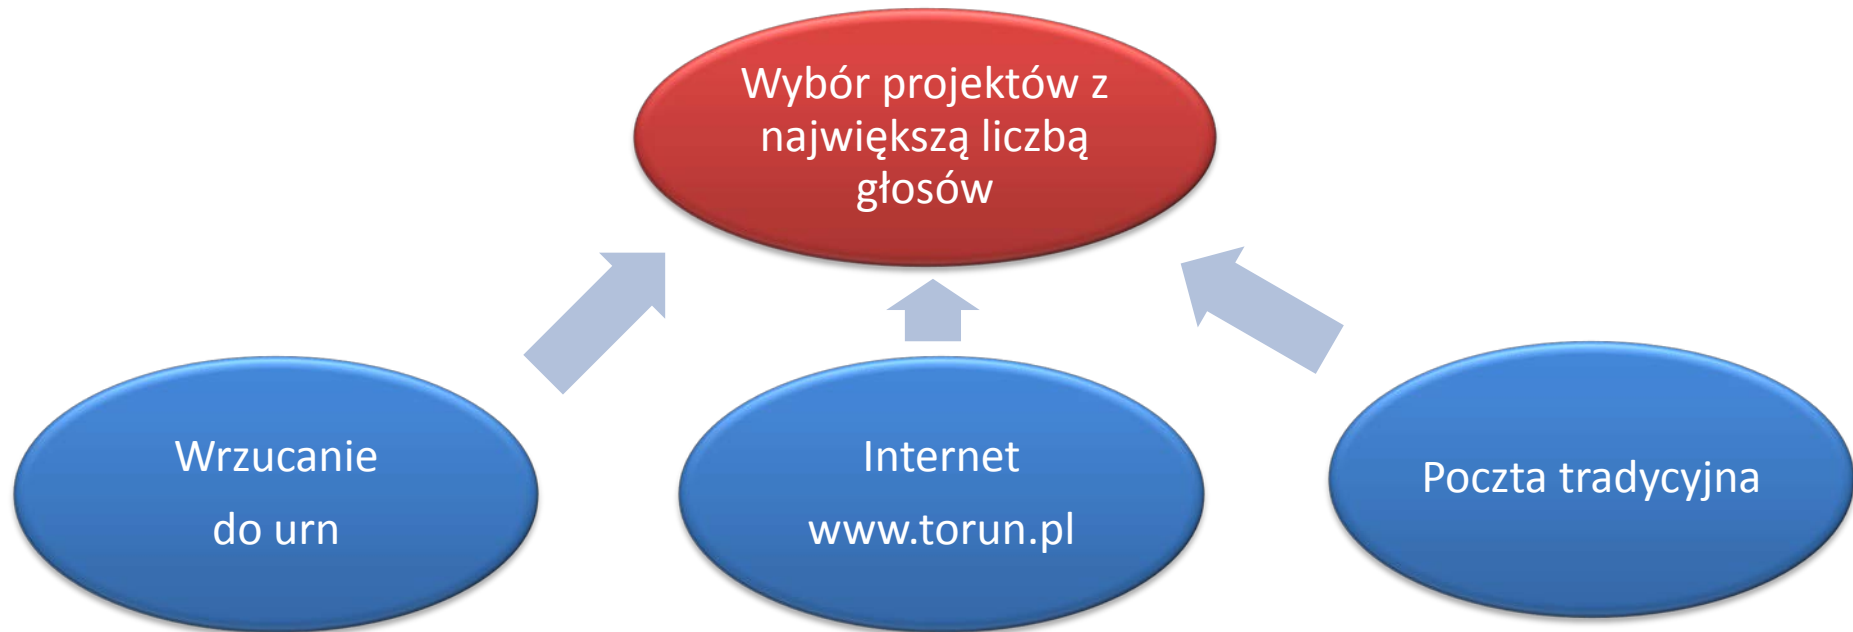 Wybór projektów z
największą liczbą
głosów
Wrzucanie
do urn
Internet
www.torun.pl
Poczta tradycyjna